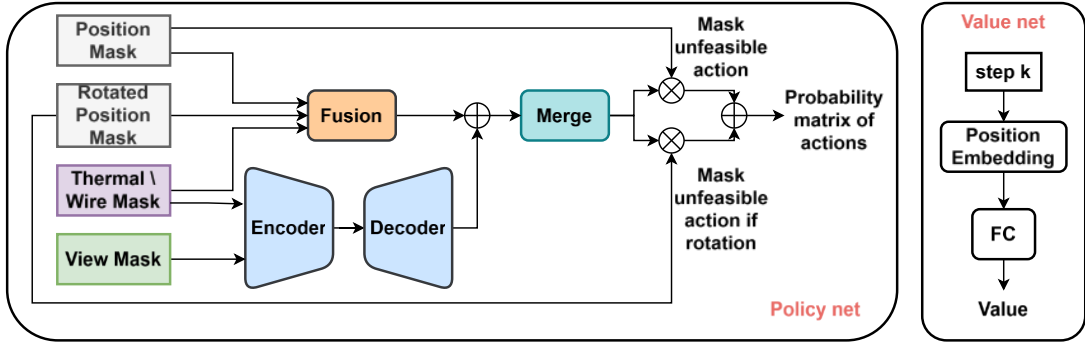 Position
Mask
Rotated
Position
Mask
Thermal \
Wire Mask
View Mask
Fusion
Encoder
Decoder
Merge
Mask
unfeasible
action
Mask
unfeasible
action if
rotation
Probability
matrix of
actions
Policy net
Value net
step k
Position
Embedding
FC
Value